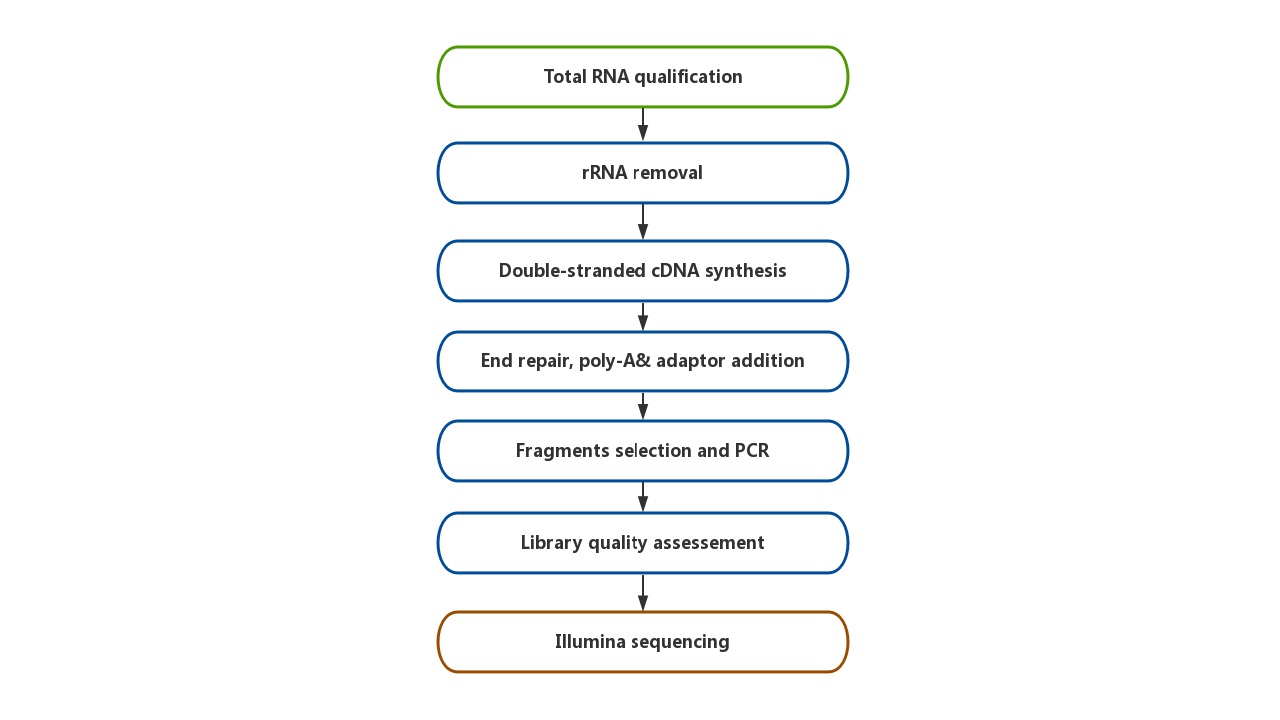 Total RNA qualification
rRNA removal
Double-stranded cDNA synthesis
End repair, poly-A& adaptor addition
Fragments selection and PCR
Library quality assessement
Illumina sequencing